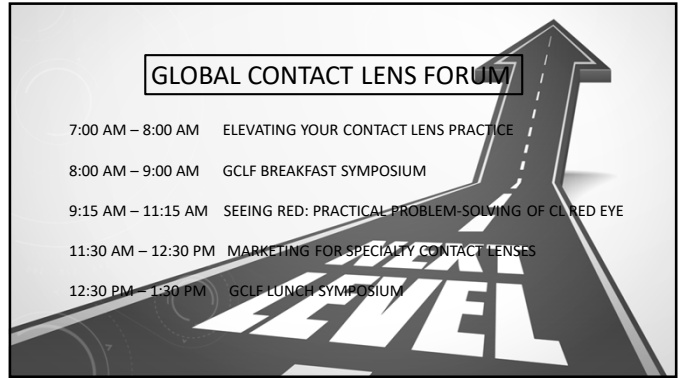 GLOBAL CONTACT LENS FORUM
7:00 AM – 8:00 AM ELEVATING YOUR CONTACT LENS PRACTICE
8:00 AM – 9:00 AM GCLF BREAKFAST SYMPOSIUM
9:15 AM – 11:15 AM SEEING RED: PRACTICAL PROBLEM-SOLVING OF CL RED EYE
11:30 AM – 12:30 PM MARKETING FOR SPECIALTY CONTACT LENSES
12:30 PM – 1:30 PM GCLF LUNCH SYMPOSIUM
NEXT
LEVEL